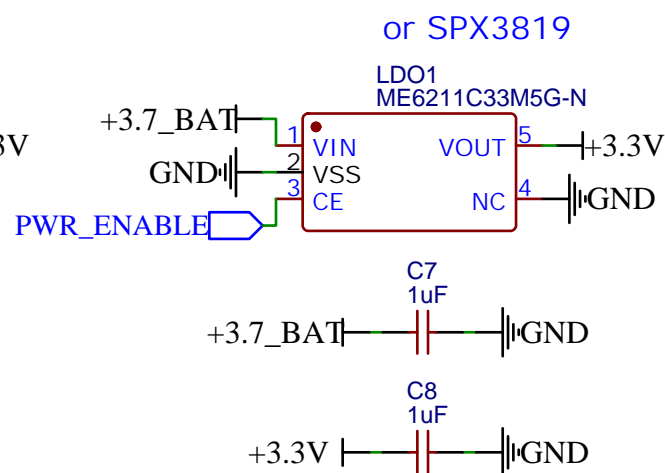 or SPX3819
LDO1
ME6211C33M5G-N
+3.7_BAT
3V
1
VIN
VOUT
5
+3.3V
GND
2
VSS
3
CE
NC
4
GND
PWR_ENABLE
C7
1uF
+3.7_BAT
GND
C8
1uF
+3.3V
GND